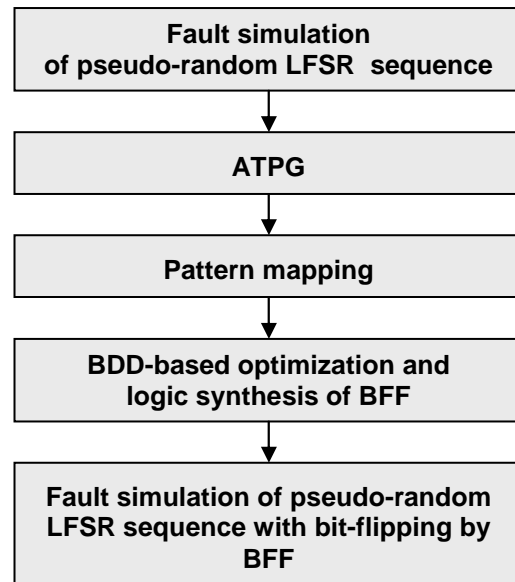 Fault simulation
of pseudo-random LFSR sequence
ATPG
Pattern mapping
BDD-based optimization and
logic synthesis of BFF
Fault simulation of pseudo-random
LFSR sequence with bit-flipping by
BFF